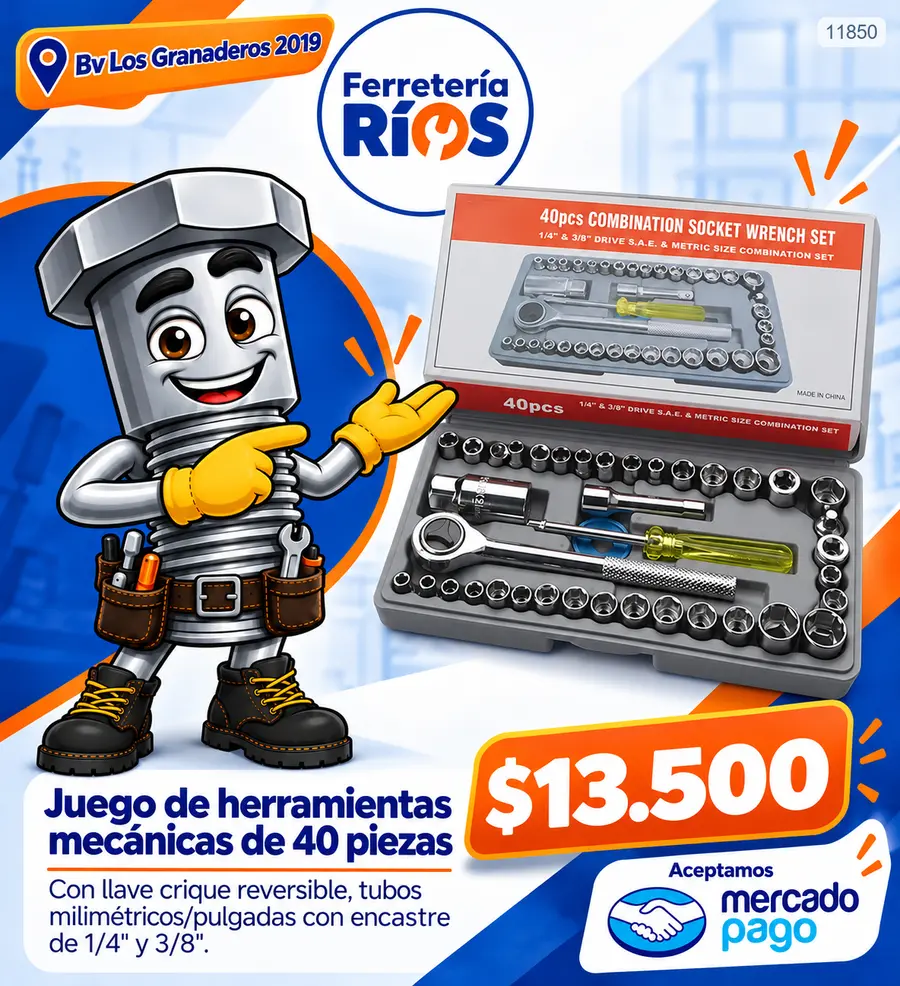 Bv Los Granaderos 2019
Ferretería
RÍOS
11850
40pcs COMBINATION SOCKET WRENCH SET
1/4" & 3/8" DRIVE S.A.E. & METRIC SIZE COMBINATION SET
MADE IN CHINA
40pcs 1/4" & 3/8" DRIVE S.A.E. & METRIC SIZE COMBINATION SET
$13.500
Juego de herramientas
mecánicas de 40 piezas
Con llave crique reversible, tubos
milimétricos/pulgadas con encastre
de 1/4" y 3/8".
Aceptamos
mercado
pago